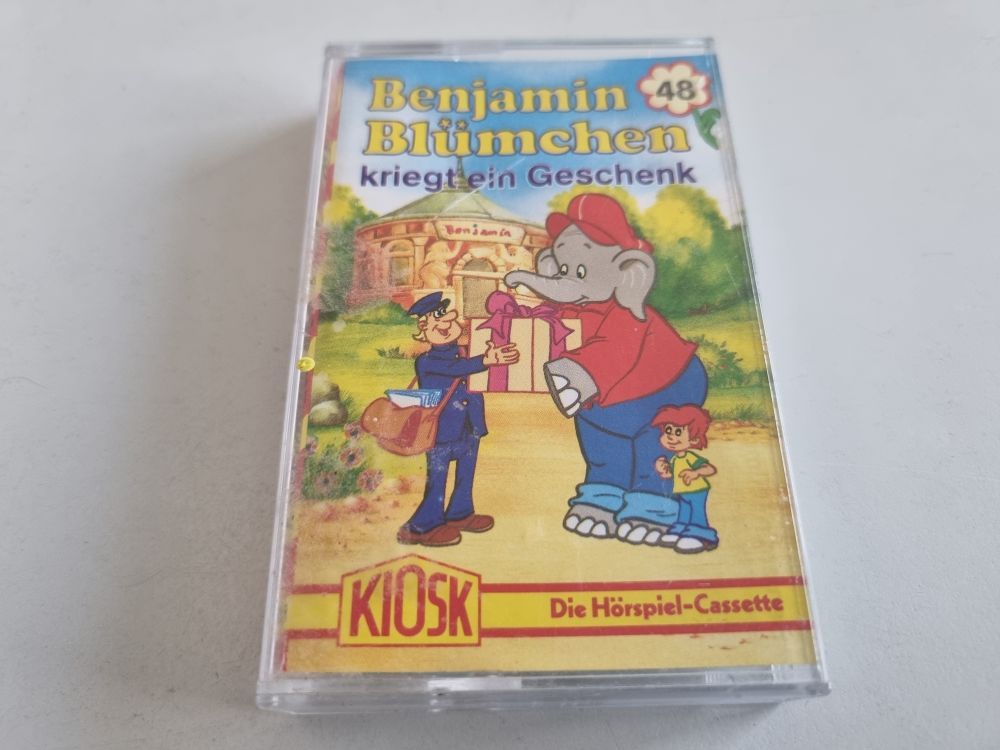 Benjamin
Blümchen
48
kriegt ein Geschenk
Benjamin
KIOSK
Die Hörspiel-Cassette